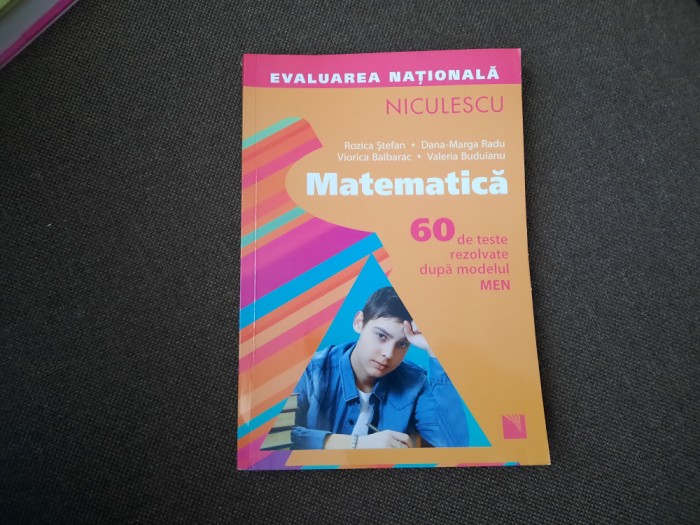 EVALUAREA NAȚIONALĂ
NICULESCU
Rozica Ștefan • Dana-Marga Radu
Viorica Baibarac • Valeria Buduianu
Matematică
60 de teste
rezolvate
după modelul
MEN